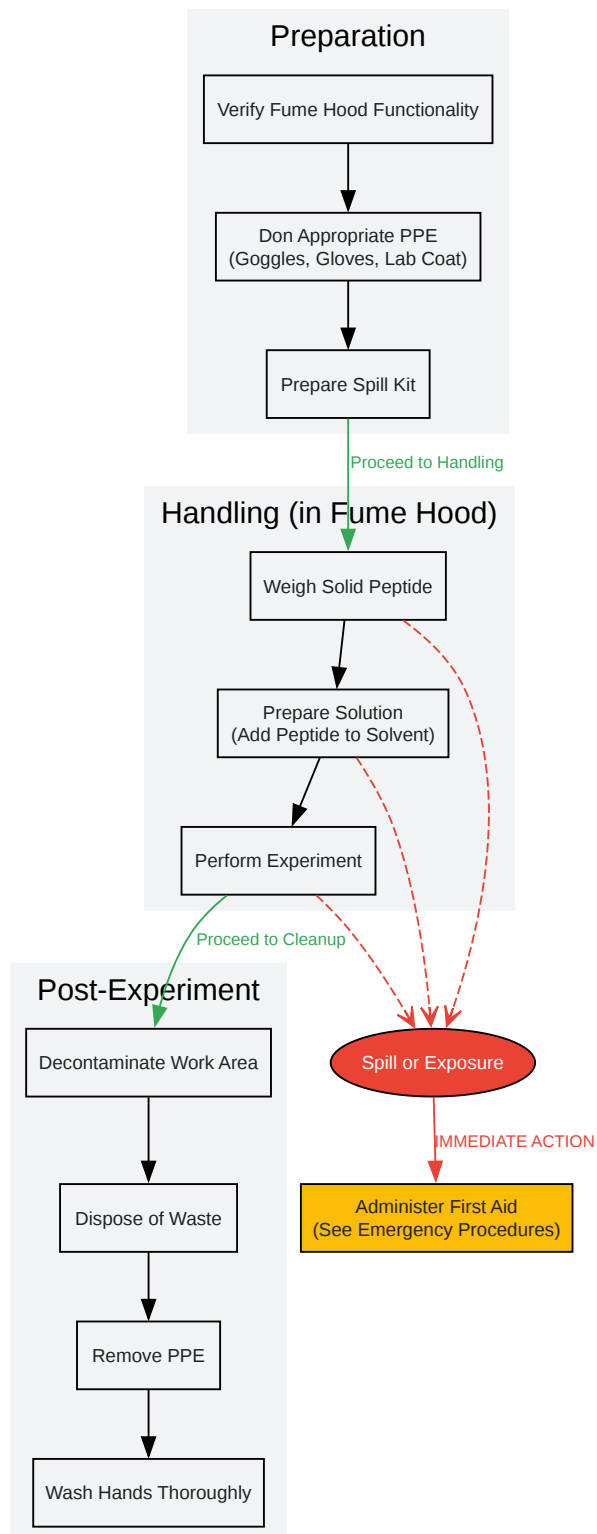 Preparation
Verify Fume Hood Functionality
Don Appropriate PPE
(Goggles, Gloves, Lab Coat)
Prepare Spill Kit
Proceed to Handling
Handling (in Fume Hood)
Weigh Solid Peptide
Prepare Solution
(Add Peptide to Solvent)
Perform Experiment
Proceed to Cleanup
Post-Experiment
Decontaminate Work Area
Spill or Exposure
IMMEDIATE ACTION
Dispose of Waste
Administer First Aid
(See Emergency Procedures)
Remove PPE
Wash Hands Thoroughly